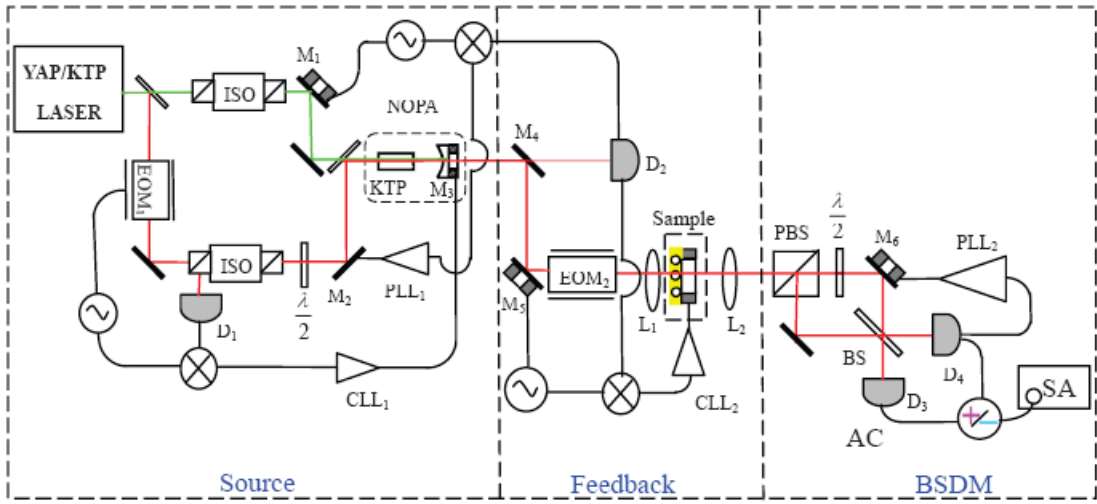 YAP/KTP
LASER
ISO
M1
NOPA
KTP
M3
EOM1
ISO
λ/2
M2
PLL1
D1
CLL1
Source
M4
D2
Sample
M5
EOM2
L1
L2
CLL2
Feedback
PBS
λ/2
M6
PLL2
BS
D4
D3
AC
SA
BSDM